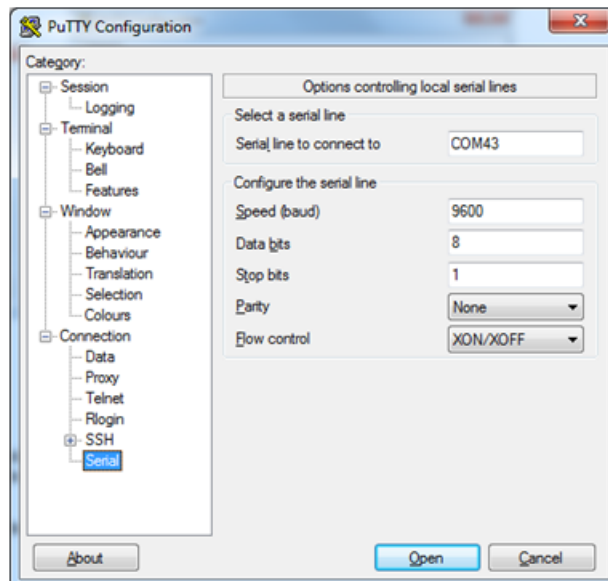 PuTTY Configuration
Category:
Session
Logging
Terminal
Keyboard
Bell
Features
Window
Appearance
Behaviour
Translation
Selection
Colours
Connection
Data
Proxy
Telnet
Rlogin
SSH
Serial
Options controlling local serial lines
Select a serial line
Serial line to connect to COM43
Configure the serial line
Speed (baud) 9600
Data bits 8
Stop bits 1
Parity None
Flow control XON/XOFF
About Open Cancel